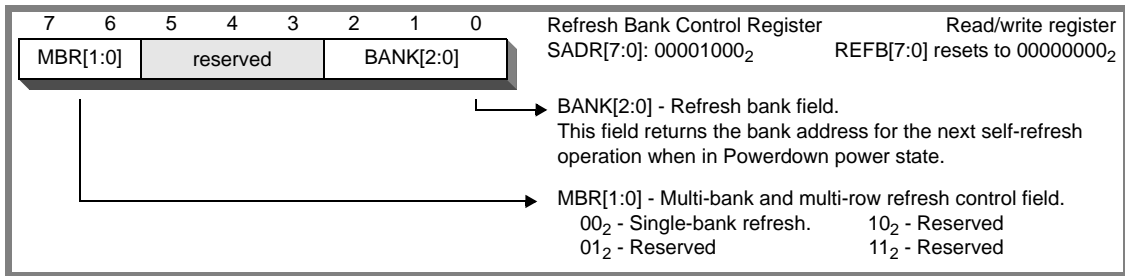 7 6 5 4 3 2 1 0
MBR[1:0] reserved BANK[2:0]
Refresh Bank Control Register Read/write register
SADR[7:0]: 00001000₂ REFB[7:0] resets to 00000000₂
BANK[2:0] - Refresh bank field.
This field returns the bank address for the next self-refresh
operation when in Powerdown power state.
MBR[1:0] - Multi-bank and multi-row refresh control field.
00₂ - Single-bank refresh. 10₂ - Reserved
01₂ - Reserved 11₂ - Reserved